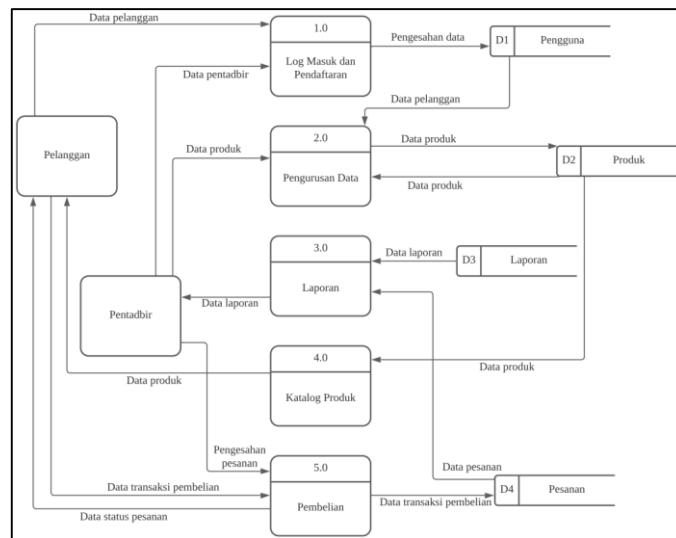 Data pelanggan
1.0
Log Masuk dan
Pendaftaran
Pengesahan data
D1
Pengguna
Data pentadbir
Data pelanggan
Pelanggan
2.0
Pengurusan Data
Data produk
Data produk
Data produk
D2
Produk
3.0
Laporan
Data laporan
D3
Laporan
Pentadbir
Data laporan
4.0
Katalog Produk
Data produk
Data produk
Pengesahan
pesanan
5.0
Pembelian
Data pesanan
D4
Pesanan
Data transaksi pembelian
Data transaksi pembelian
Data status pesanan